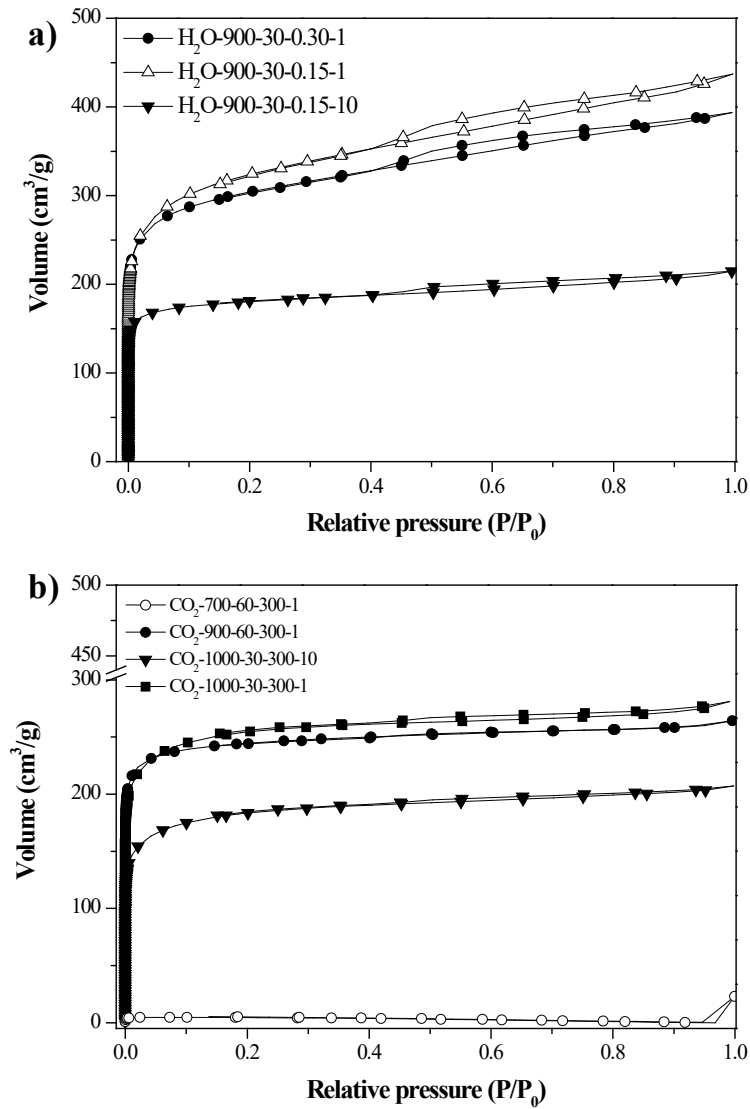 a)
H₂O-900-30-0.30-1
H₂O-900-30-0.15-1
H₂O-900-30-0.15-10
500
400
300
200
100
0
Volume (cm³/g)
0.0 0.2 0.4 0.6 0.8 1.0
Relative pressure (P/P₀)
b)
CO₂-700-60-300-1
CO₂-900-60-300-1
CO₂-1000-30-300-10
CO₂-1000-30-300-1
500
450
300
200
100
0
Volume (cm³/g)
0.0 0.2 0.4 0.6 0.8 1.0
Relative pressure (P/P₀)